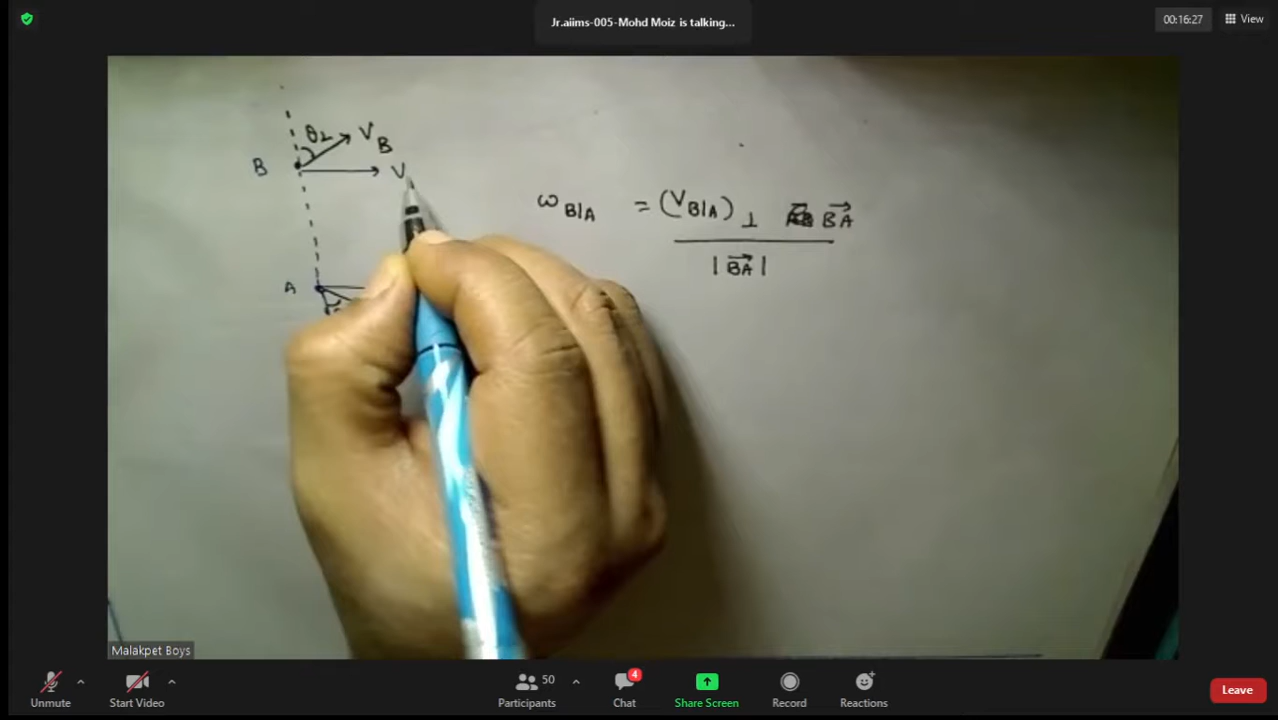 Jr.aiims-005-Mohd Moiz is talking...
00:16:27
View
θ₂ V_B
B V
ω_B/A = (V_B/A)⊥ BA
|BA|
A
Malakpet Boys
Unmute
Start Video
50
Participants
4
Chat
Share Screen
Record
Reactions
Leave